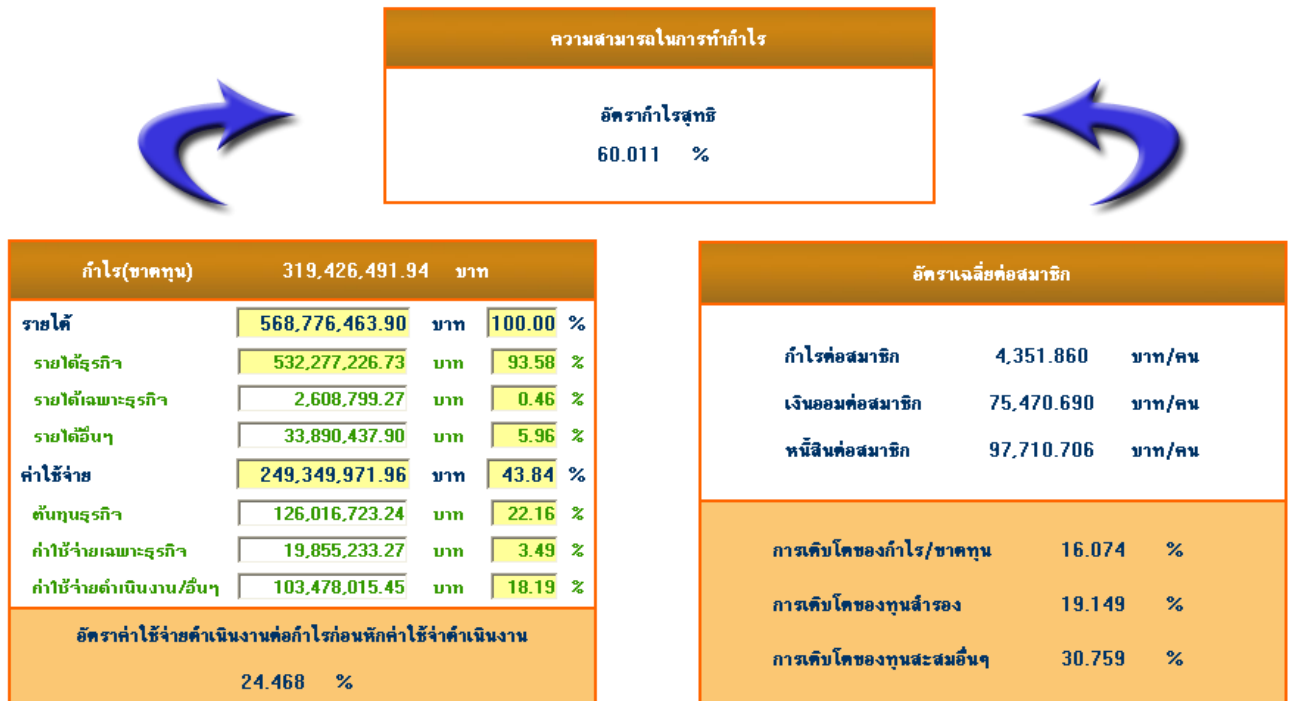 ความสามารถในการทำกำไร
อัตรากำไรสุทธิ
60.011 %
กำไร(ขาดทุน) 319,426,491.94 บาท
รายได้ 568,776,463.90 บาท 100.00 %
รายได้ธุรกิจ 532,277,226.73 บาท 93.58 %
รายได้เฉพาะธุรกิจ 2,608,799.27 บาท 0.46 %
รายได้อื่นๆ 33,890,437.90 บาท 5.96 %
ค่าใช้จ่าย 249,349,971.96 บาท 43.84 %
ต้นทุนธุรกิจ 126,016,723.24 บาท 22.16 %
ค่าใช้จ่ายเฉพาะธุรกิจ 19,855,233.27 บาท 3.49 %
ค่าใช้จ่ายดำเนินงาน/อื่นๆ 103,478,015.45 บาท 18.19 %
อัตราค่าใช้จ่ายดำเนินงานต่อกำไรก่อนหักค่าใช้จ่าดำเนินงาน
24.468 %
อัตราเฉลี่ยต่อสมาชิก
กำไรต่อสมาชิก 4,351.860 บาท/คน
เงินออมต่อสมาชิก 75,470.690 บาท/คน
หนี้สินต่อสมาชิก 97,710.706 บาท/คน
การเติบโตของกำไร/ขาดทุน 16.074 %
การเติบโตของทุนสำรอง 19.149 %
การเติบโตของทุนสะสมอื่นๆ 30.759 %